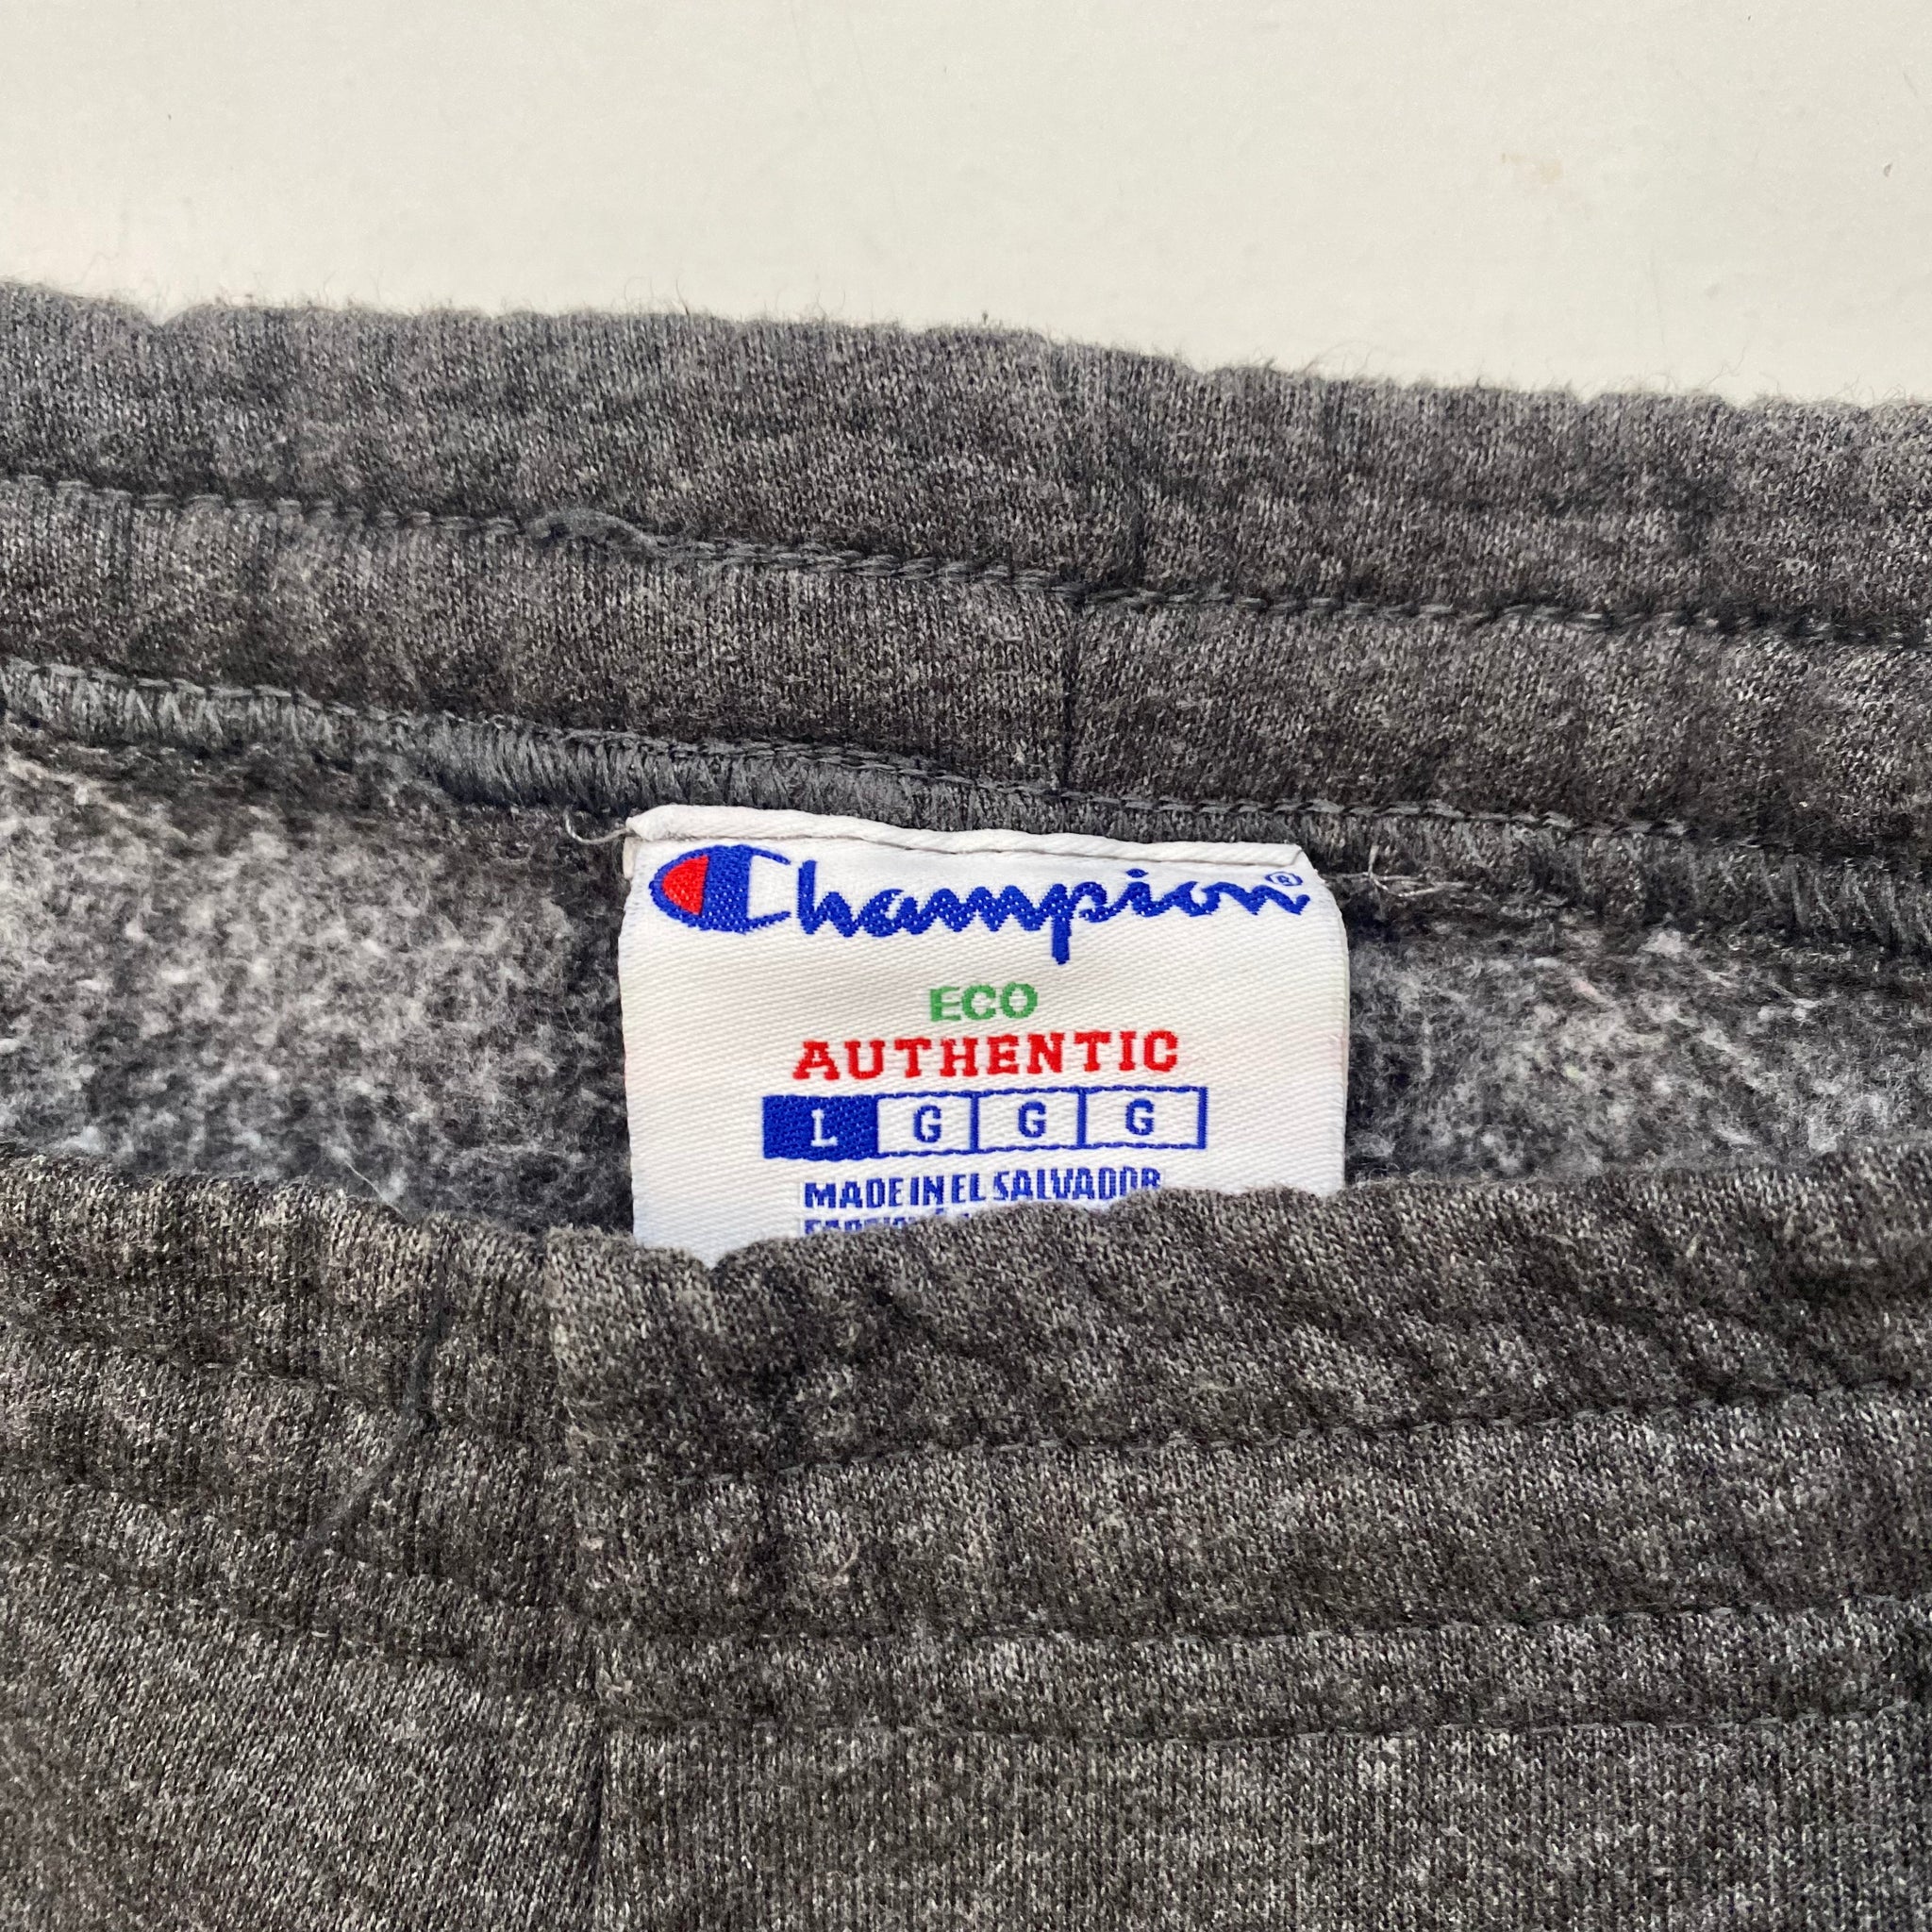 Champion®
ECO
AUTHENTIC
L G G G
MADE IN EL SALVADOR